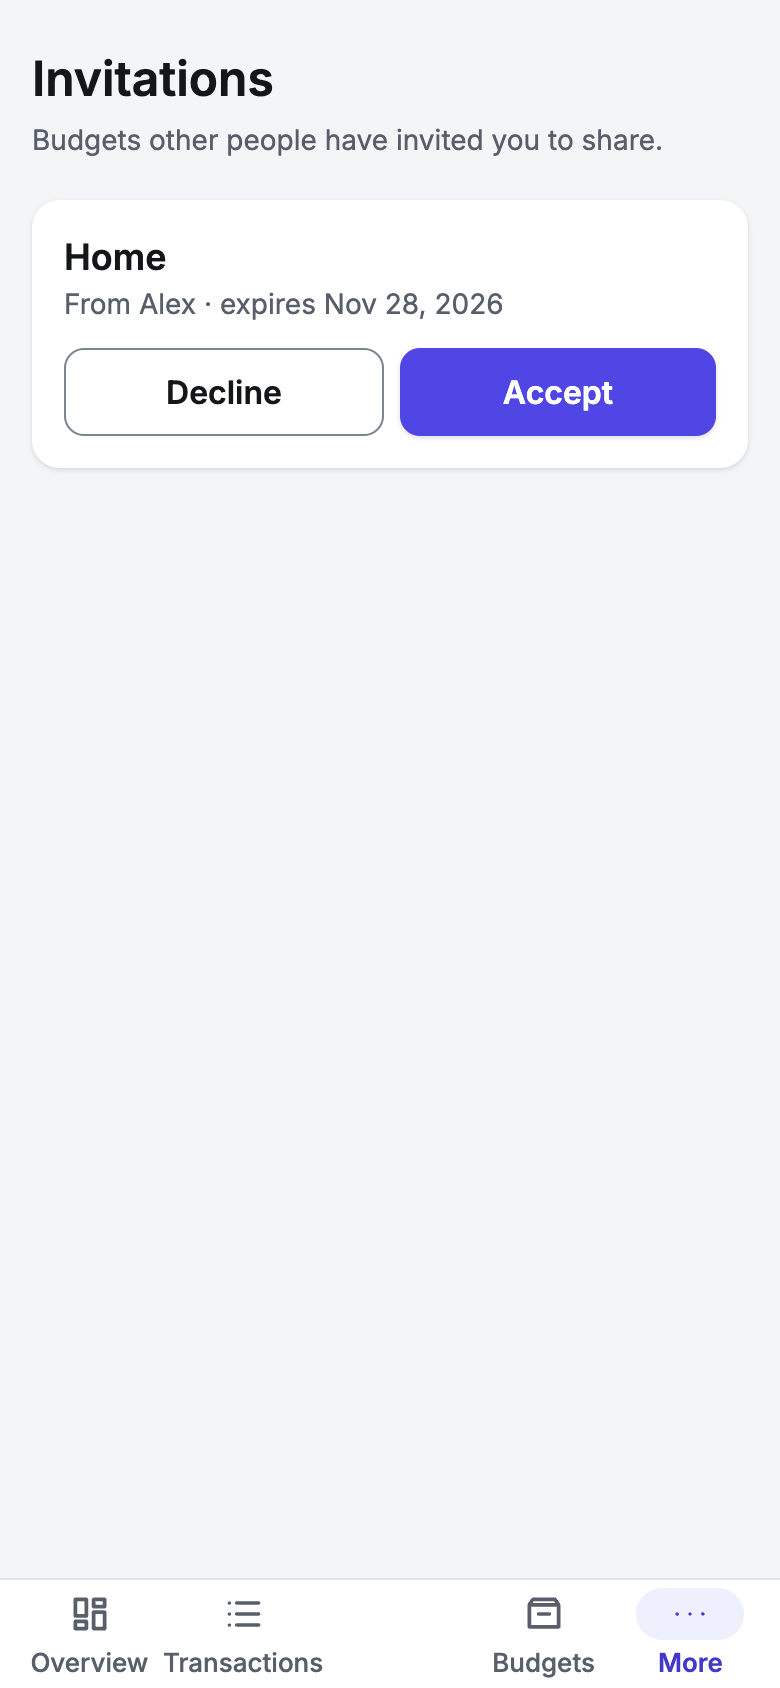 Invitations
Budgets other people have invited you to share.
Home
From Alex · expires Nov 28, 2026
Decline Accept
Overview Transactions Budgets More